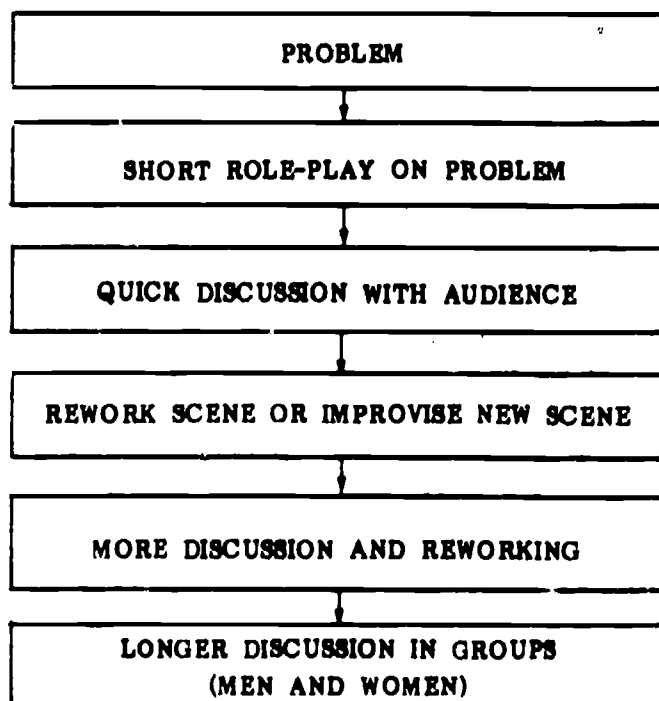 PROBLEM
SHORT ROLE-PLAY ON PROBLEM
QUICK DISCUSSION WITH AUDIENCE
REWORK SCENE OR IMPROVISE NEW SCENE
MORE DISCUSSION AND REWORKING
LONGER DISCUSSION IN GROUPS
(MEN AND WOMEN)